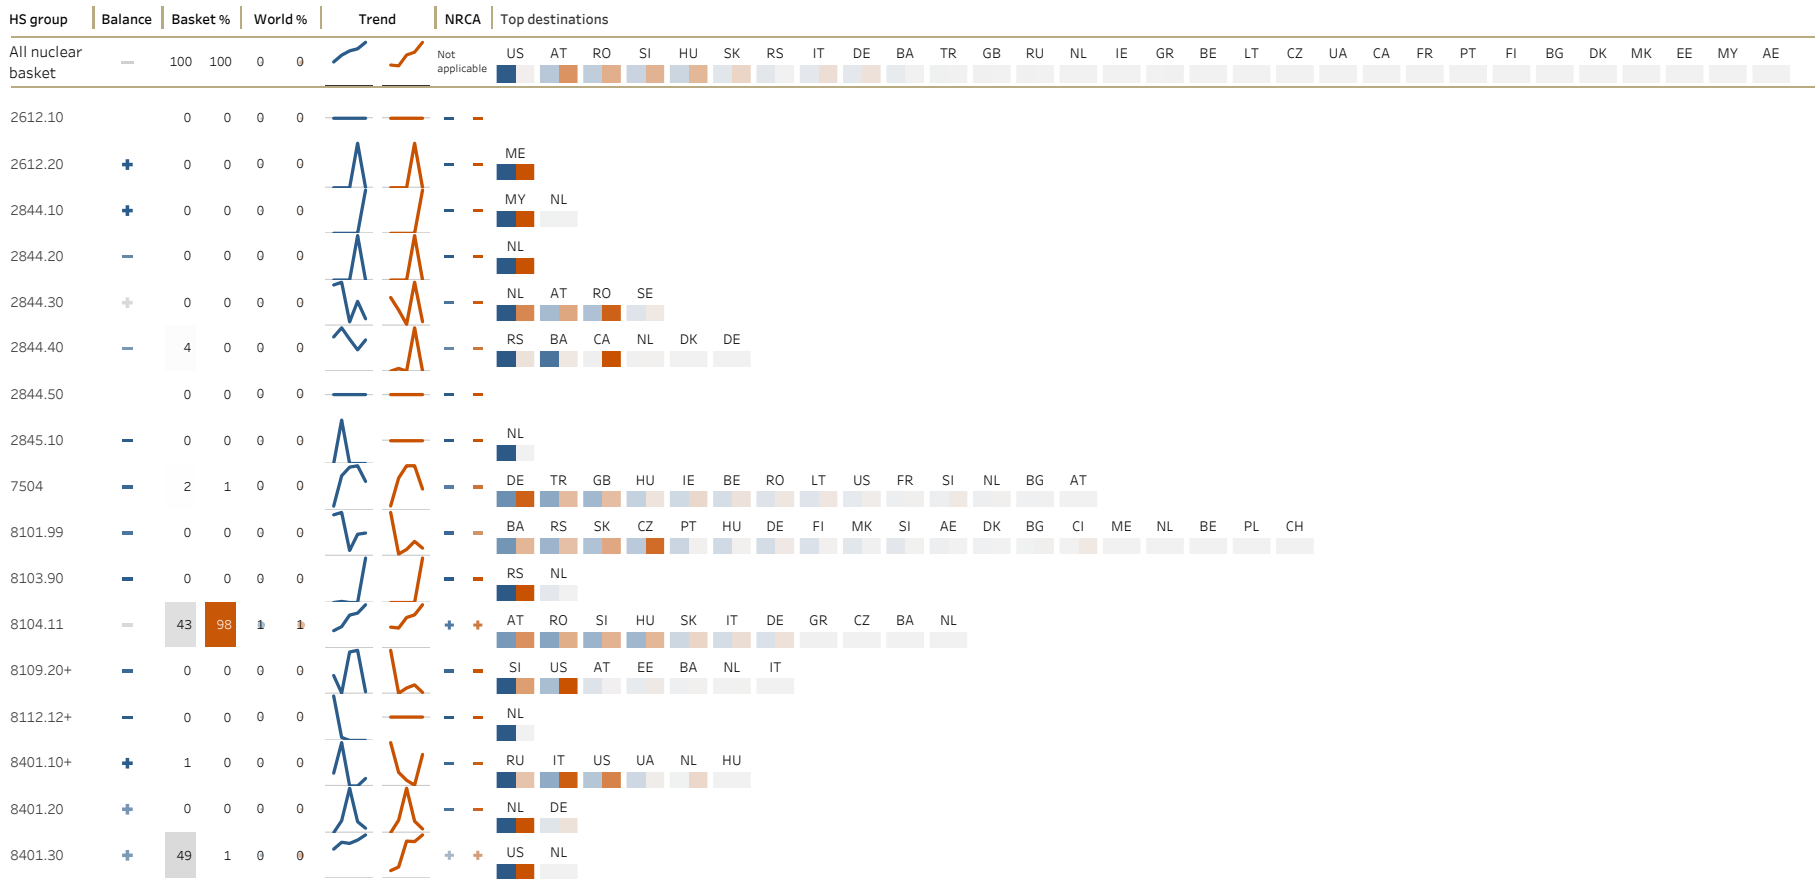 HS group Balance Basket % World % Trend NRCA Top destinations
All nuclear basket 100 100 0 0 Not applicable US AT RO SI HU SK RS IT DE BA TR GB RU NL IE GR BE LT CZ UA CA FR PT FI BG DK MK EE MY AE
2612.10 0 0 0 0
2612.20 0 0 0 0 ME
2844.10 0 0 0 0 MY NL
2844.20 0 0 0 0 NL
2844.30 0 0 0 0 NL AT RO SE
2844.40 4 0 0 0 RS BA CA NL DK DE
2844.50 0 0 0 0
2845.10 0 0 0 0 NL
7504 2 1 0 0 DE TR GB HU IE BE RO LT US FR SI NL BG AT
8101.99 0 0 0 0 BA RS SK CZ PT HU DE FI MK SI AE DK BG CI ME NL BE PL CH
8103.90 0 0 0 0 RS NL
8104.11 43 98 1 1 AT RO SI HU SK IT DE GR CZ BA NL
8109.20+ 0 0 0 0 SI US AT EE BA NL IT
8112.12+ 0 0 0 0 NL
8401.10+ 1 0 0 0 RU IT US UA NL HU
8401.20 0 0 0 0 NL DE
8401.30 49 1 0 0 US NL